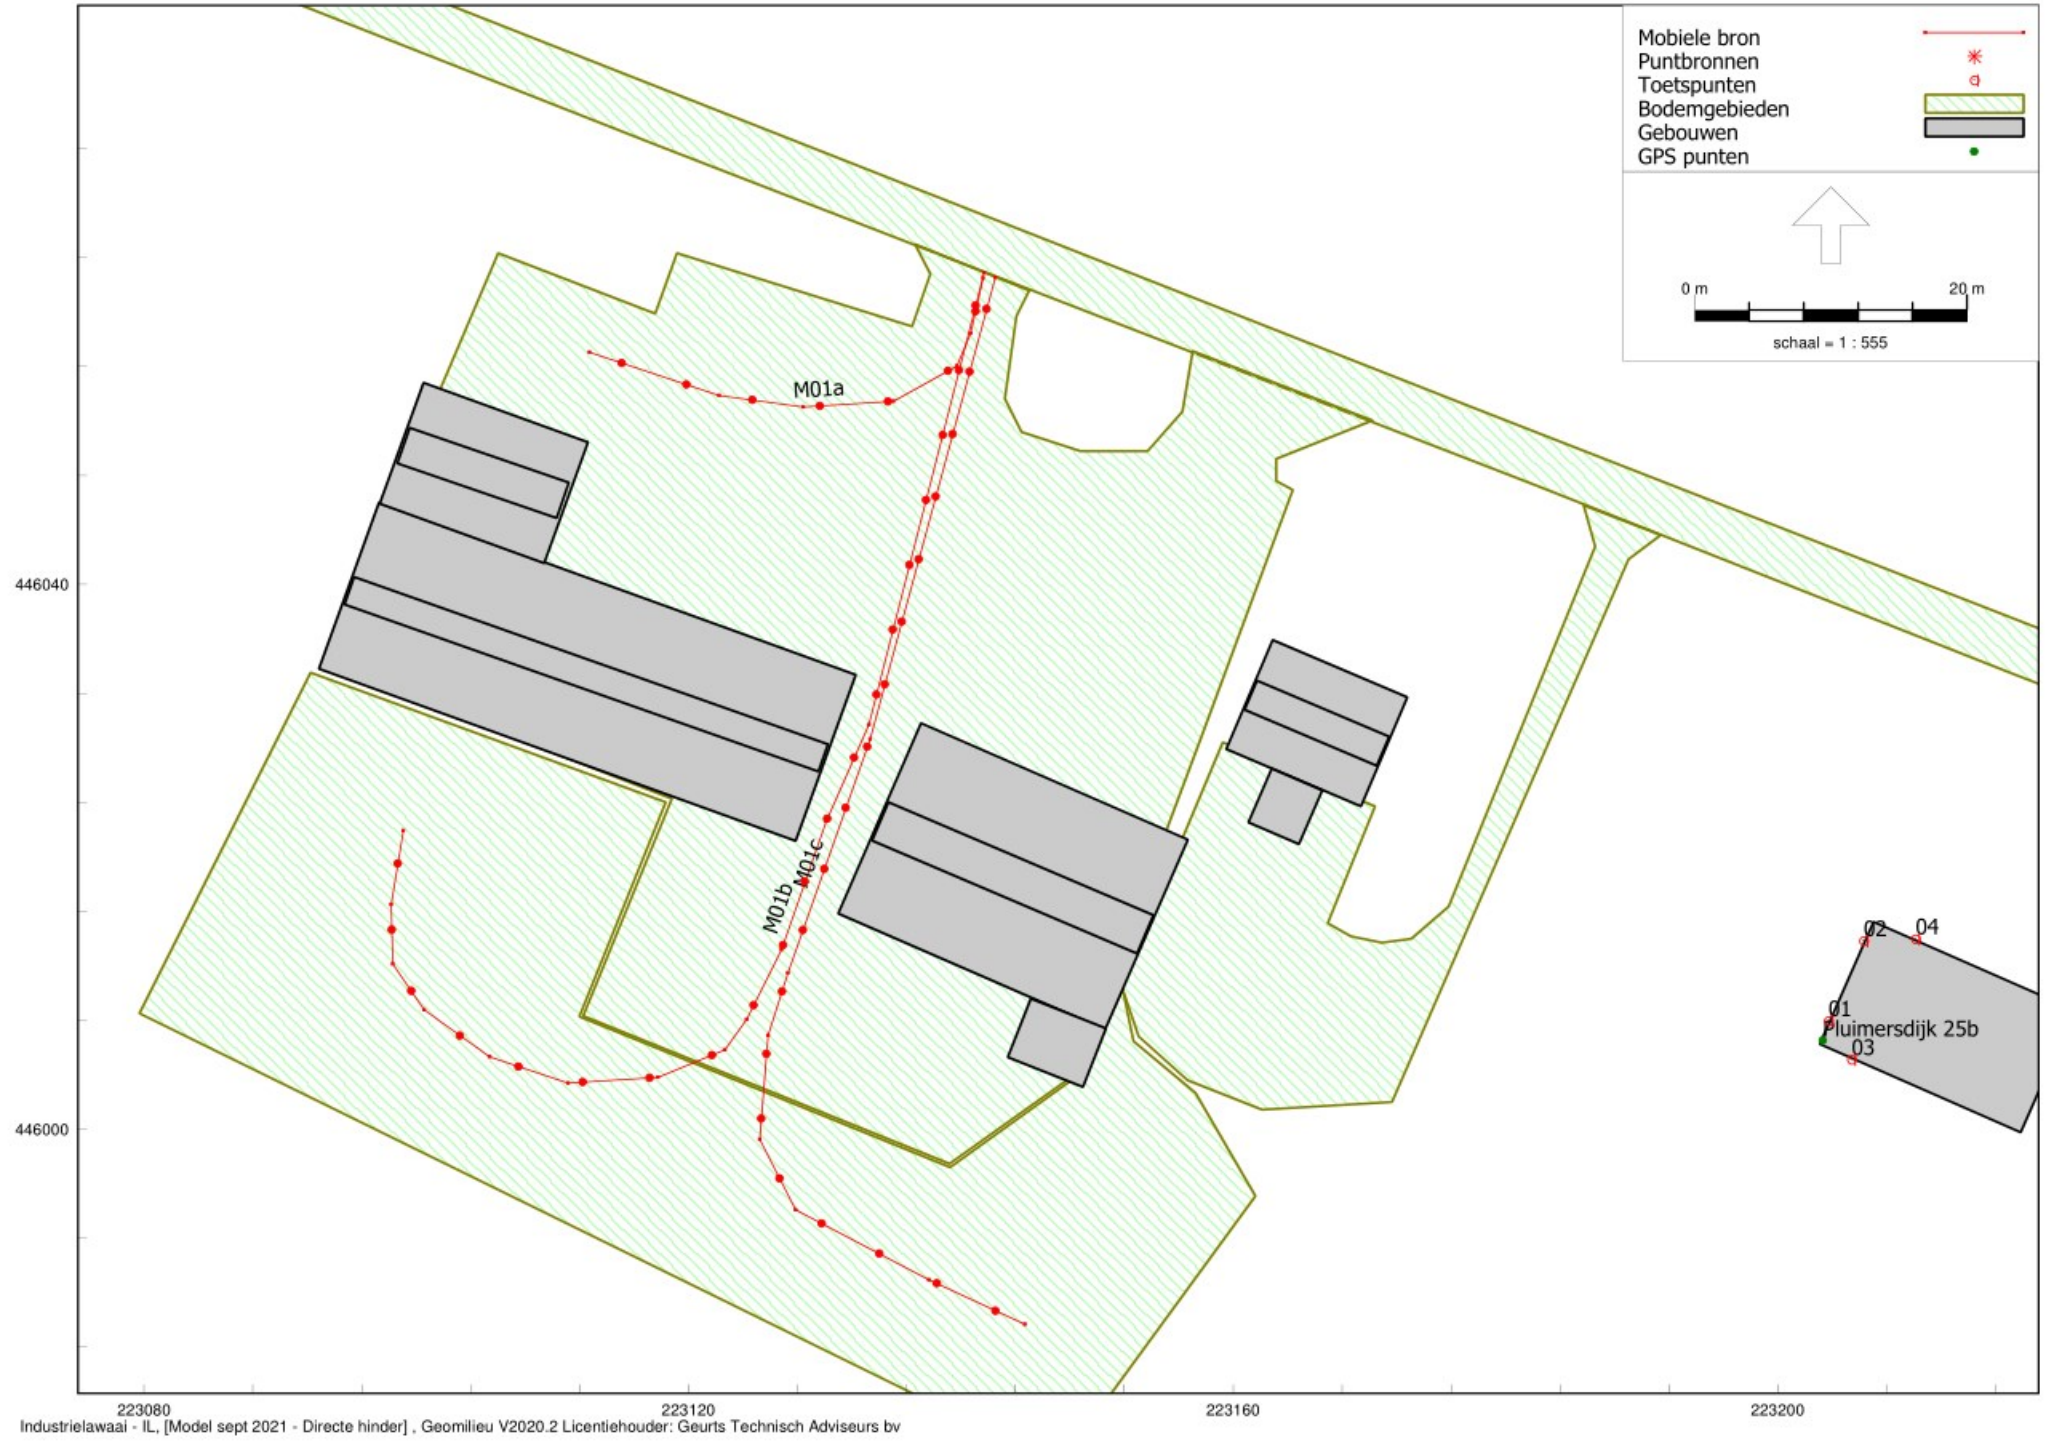 Mobiele bron
Puntbronnen
Toetspunten
Bodemgebieden
Gebouwen
GPS punten
0 m
20 m
schaal = 1 : 555
M01a
446040
M01c
M01b
02
04
01
Pluimersdijk 25b
03
446000
223080
223120
223160
223200
Industrielawaai - IL, [Model sept 2021 - Directe hinder] , Geomilieu V2020.2 Licentiehouder: Geurts Technisch Adviseurs bv